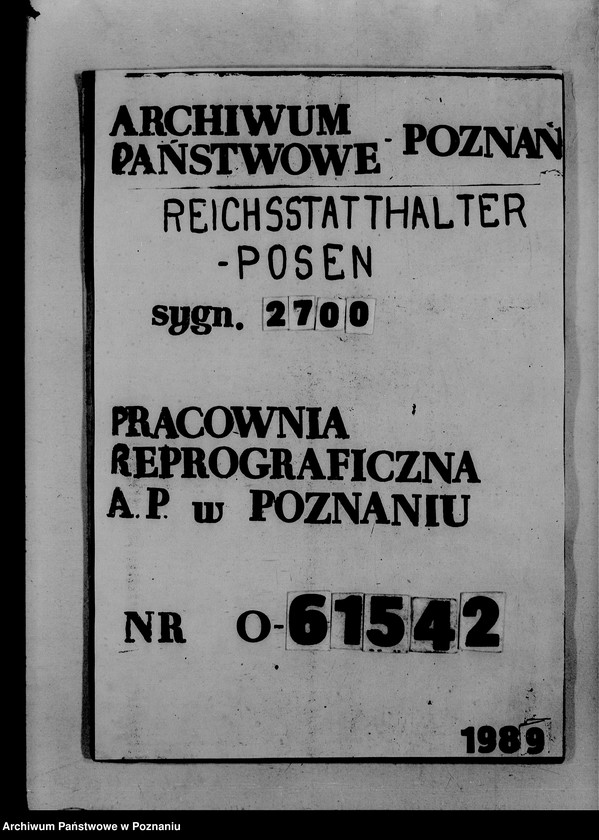 ARCHIWUM
PAŃSTWOWE - POZNAŃ
REICHSSTATTHALTER
-POSEN
sygn. 2700
PRACOWNIA
REPROGRAFICZNA
A.P. w POZNANIU
NR O-61542
1989
Archiwum Państwowe w Poznaniu